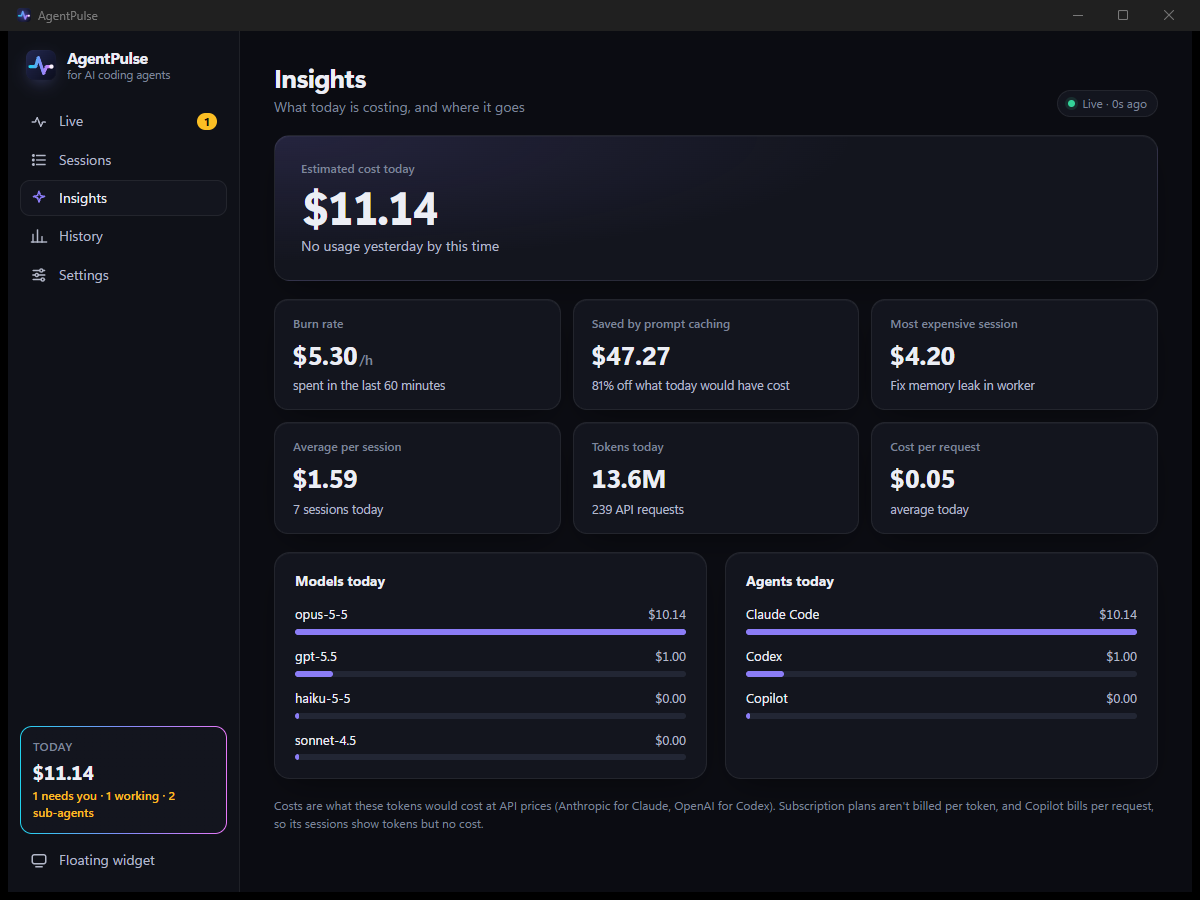 AgentPulse
AgentPulse
for AI coding agents
Live
1
Sessions
Insights
History
Settings
TODAY
$11.14
1 needs you · 1 working · 2
sub-agents
Floating widget
Insights
What today is costing, and where it goes
Live · 0s ago
Estimated cost today
$11.14
No usage yesterday by this time
Burn rate
$5.30/h
spent in the last 60 minutes
Saved by prompt caching
$47.27
81% off what today would have cost
Most expensive session
$4.20
Fix memory leak in worker
Average per session
$1.59
7 sessions today
Tokens today
13.6M
239 API requests
Cost per request
$0.05
average today
Models today
opus-5-5 $10.14
gpt-5.5 $1.00
haiku-5-5 $0.00
sonnet-4.5 $0.00
Agents today
Claude Code $10.14
Codex $1.00
Copilot $0.00
Costs are what these tokens would cost at API prices (Anthropic for Claude, OpenAI for Codex). Subscription plans aren't billed per token, and Copilot bills per request,
so its sessions show tokens but no cost.